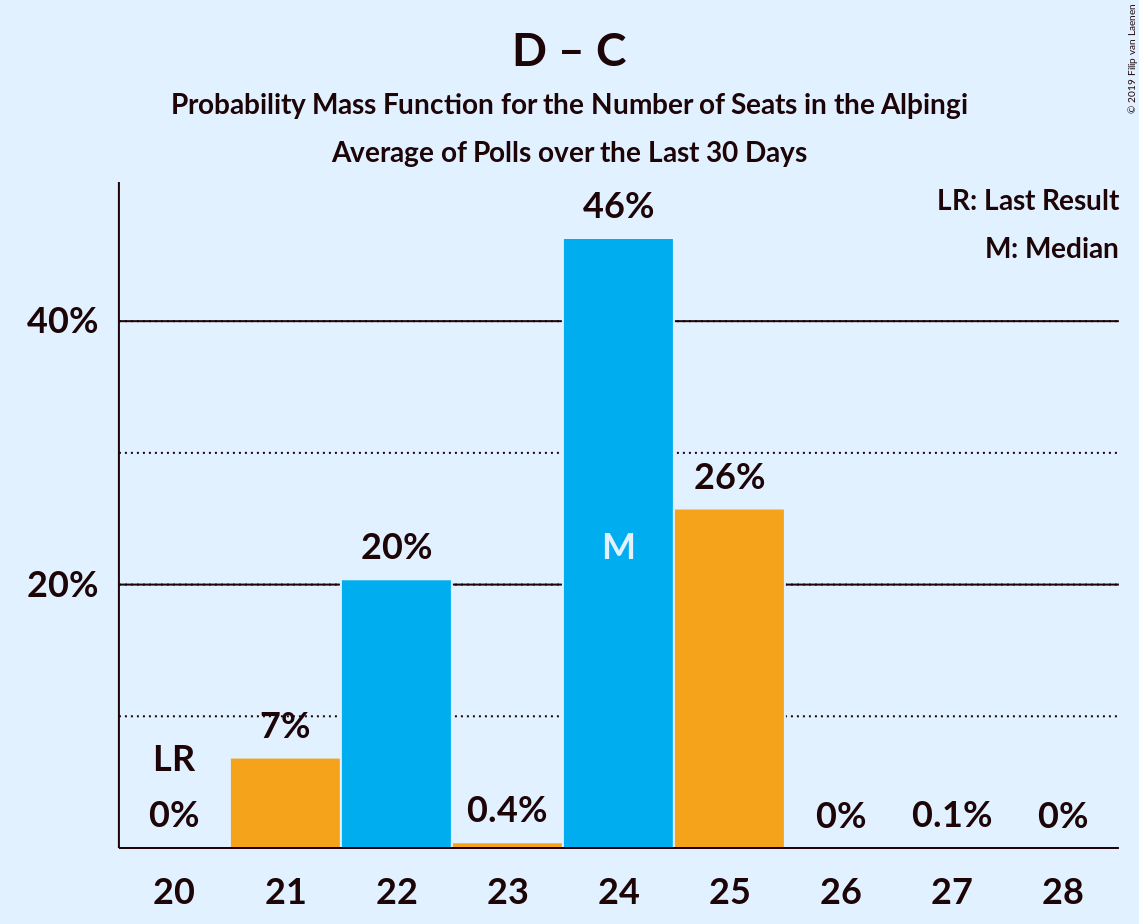 D – C
Probability Mass Function for the Number of Seats in the Alþingi
Average of Polls over the Last 30 Days
© 2019 Filip van Laenen
LR: Last Result
M: Median
46%
40%
26%
M
20%
20%
7%
LR
0%
0.4%
0%
0.1%
0%
20 21 22 23 24 25 26 27 28